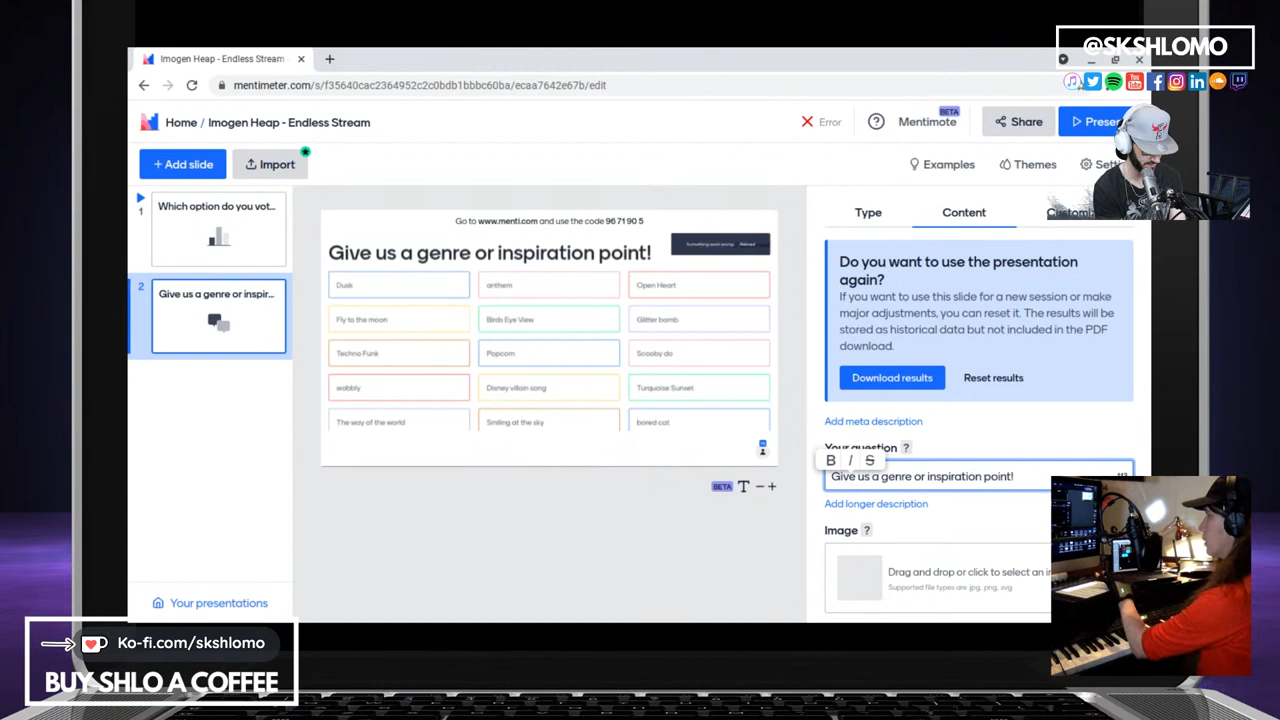 @SKSHLOMO
Imogen Heap - Endless Stream
mentimeter.com/s/f35640cac2364952c2c0bdb1bbbc60ba/ecaa7642e67b/edit
Home / Imogen Heap - Endless Stream
Error
Mentimote
BETA
Share
+ Add slide
Import
Examples
Themes
1
Which option do you vot...
2
Give us a genre or inspir...
Go to www.menti.com and use the code 96 71 90 5
Give us a genre or inspiration point!
Dusk
anthem
Open Heart
Fly to the moon
Birds Eye View
Glitter bomb
Techno Funk
Popcorn
Scooby do
wobbly
Disney villain song
Turquoise Sunset
The way of the world
Smiling at the sky
bored cat
BETA T − +
Type
Content
Do you want to use the presentation
again?
If you want to use this slide for a new session or make
major adjustments, you can reset it. The results will be
stored as historical data but not included in the PDF
download.
Download results
Reset results
Add meta description
Your question ?
B I S
Give us a genre or inspiration point!
Add longer description
Image ?
Drag and drop or click to select an
Supported file types are .jpg, .png, .svg
Your presentations
Ko-fi.com/skshlomo
BUY SHLO A COFFEE